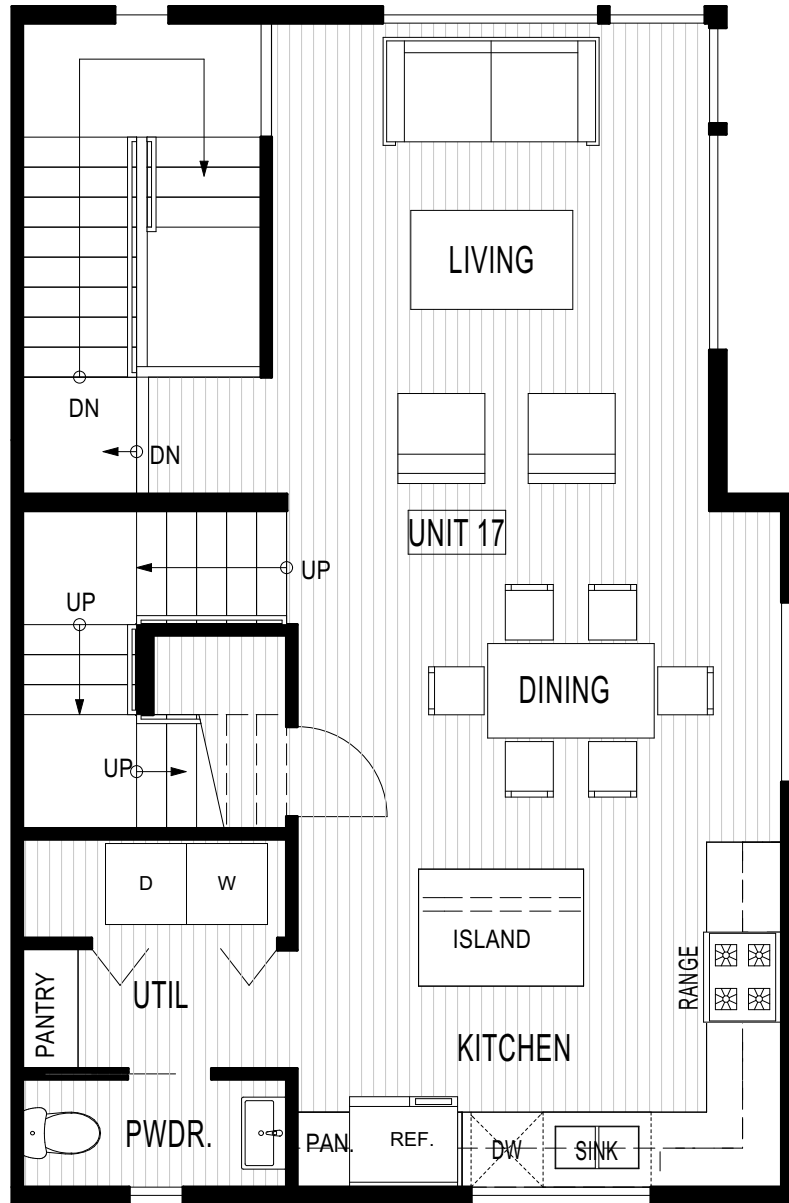 LIVING
DN
DN
UNIT 17
UP
UP
DINING
UP
D
W
ISLAND
RANGE
PANTRY
UTIL
KITCHEN
PWDR.
PAN.
REF.
DW
SINK